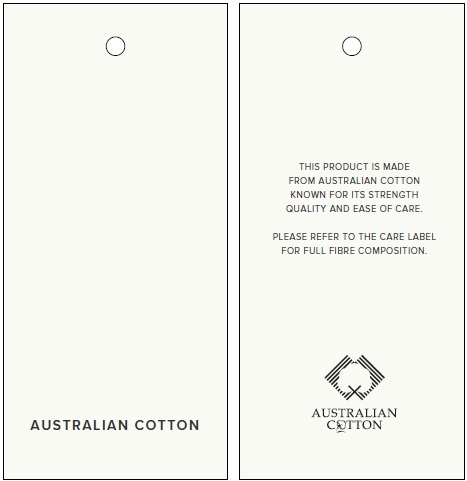 AUSTRALIAN COTTON
THIS PRODUCT IS MADE
FROM AUSTRALIAN COTTON
KNOWN FOR ITS STRENGTH
QUALITY AND EASE OF CARE.
PLEASE REFER TO THE CARE LABEL
FOR FULL FIBRE COMPOSITION.
AUSTRALIAN
COTTON